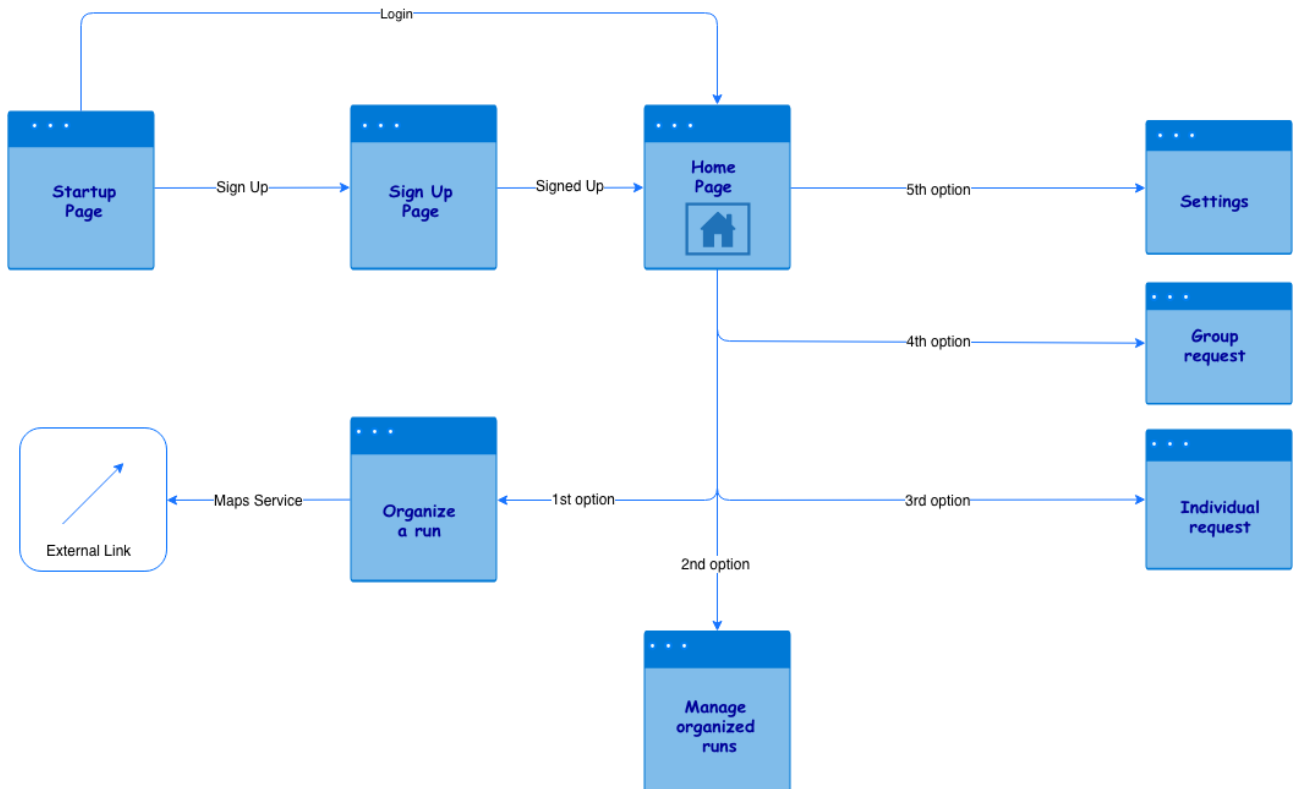 Login
Startup
Page
Sign Up
Sign Up
Page
Signed Up
Home
Page
5th option
Settings
4th option
Group
request
External Link
Maps Service
Organize
a run
1st option
3rd option
Individual
request
2nd option
Manage
organized
runs